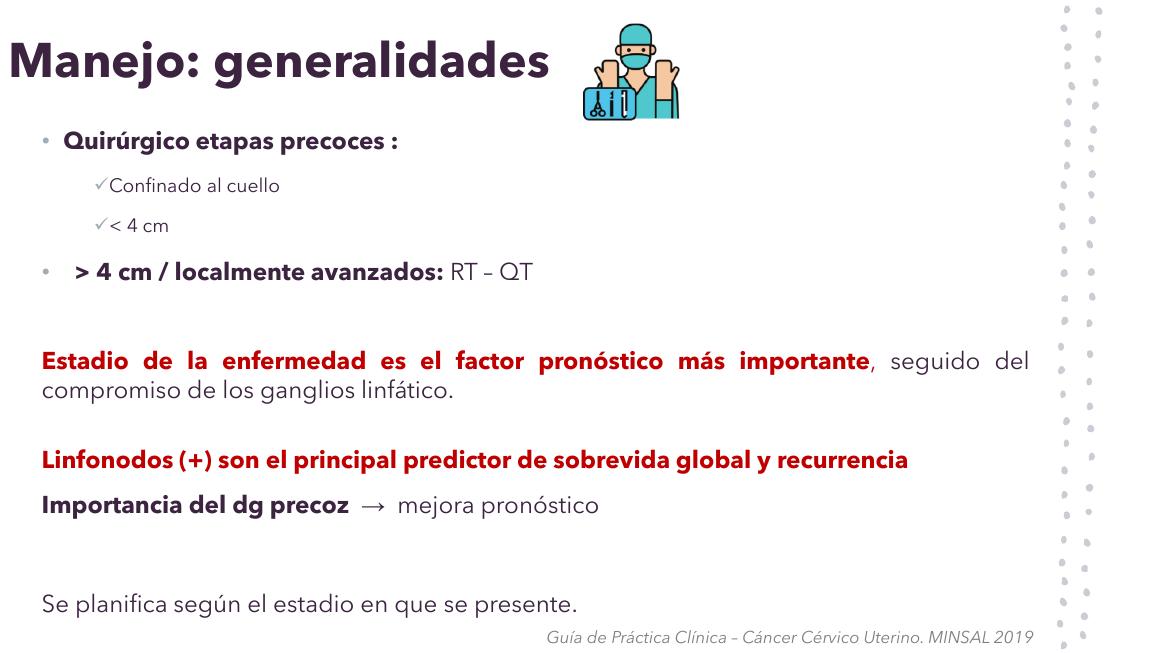 Manejo: generalidades
• Quirúrgico etapas precoces :
✓Confinado al cuello
✓< 4 cm
• > 4 cm / localmente avanzados: RT – QT
Estadio de la enfermedad es el factor pronóstico más importante, seguido del
compromiso de los ganglios linfático.
Linfonodos (+) son el principal predictor de sobrevida global y recurrencia
Importancia del dg precoz → mejora pronóstico
Se planifica según el estadio en que se presente.
Guía de Práctica Clínica – Cáncer Cérvico Uterino. MINSAL 2019